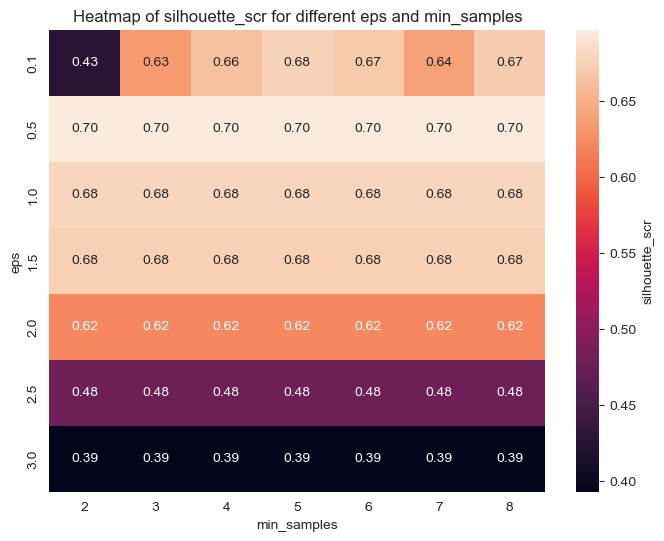 Heatmap of silhouette_scr for different eps and min_samples
0.1 0.43 0.63 0.66 0.68 0.67 0.64 0.67
0.5 0.70 0.70 0.70 0.70 0.70 0.70 0.70
1.0 0.68 0.68 0.68 0.68 0.68 0.68 0.68
1.5 0.68 0.68 0.68 0.68 0.68 0.68 0.68
2.0 0.62 0.62 0.62 0.62 0.62 0.62 0.62
2.5 0.48 0.48 0.48 0.48 0.48 0.48 0.48
3.0 0.39 0.39 0.39 0.39 0.39 0.39 0.39
eps
2 3 4 5 6 7 8
min_samples
0.65
0.60
0.55
0.50
0.45
0.40
silhouette_scr